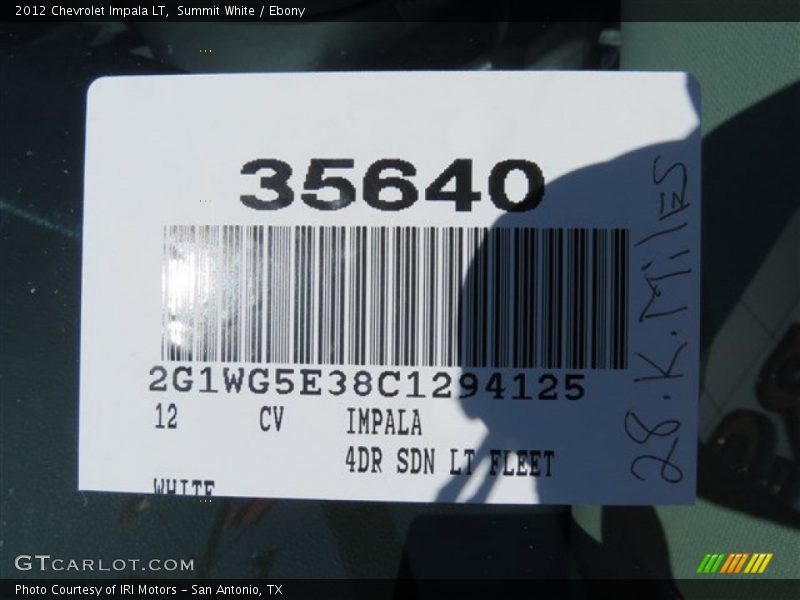 2012 Chevrolet Impala LT, Summit White / Ebony
35640
2G1WG5E38C1294125
12 CV IMPALA
4DR SDN LT FLEET
WHITE
28.K.MilES
GTCARLOT.COM
Photo Courtesy of IRI Motors - San Antonio, TX